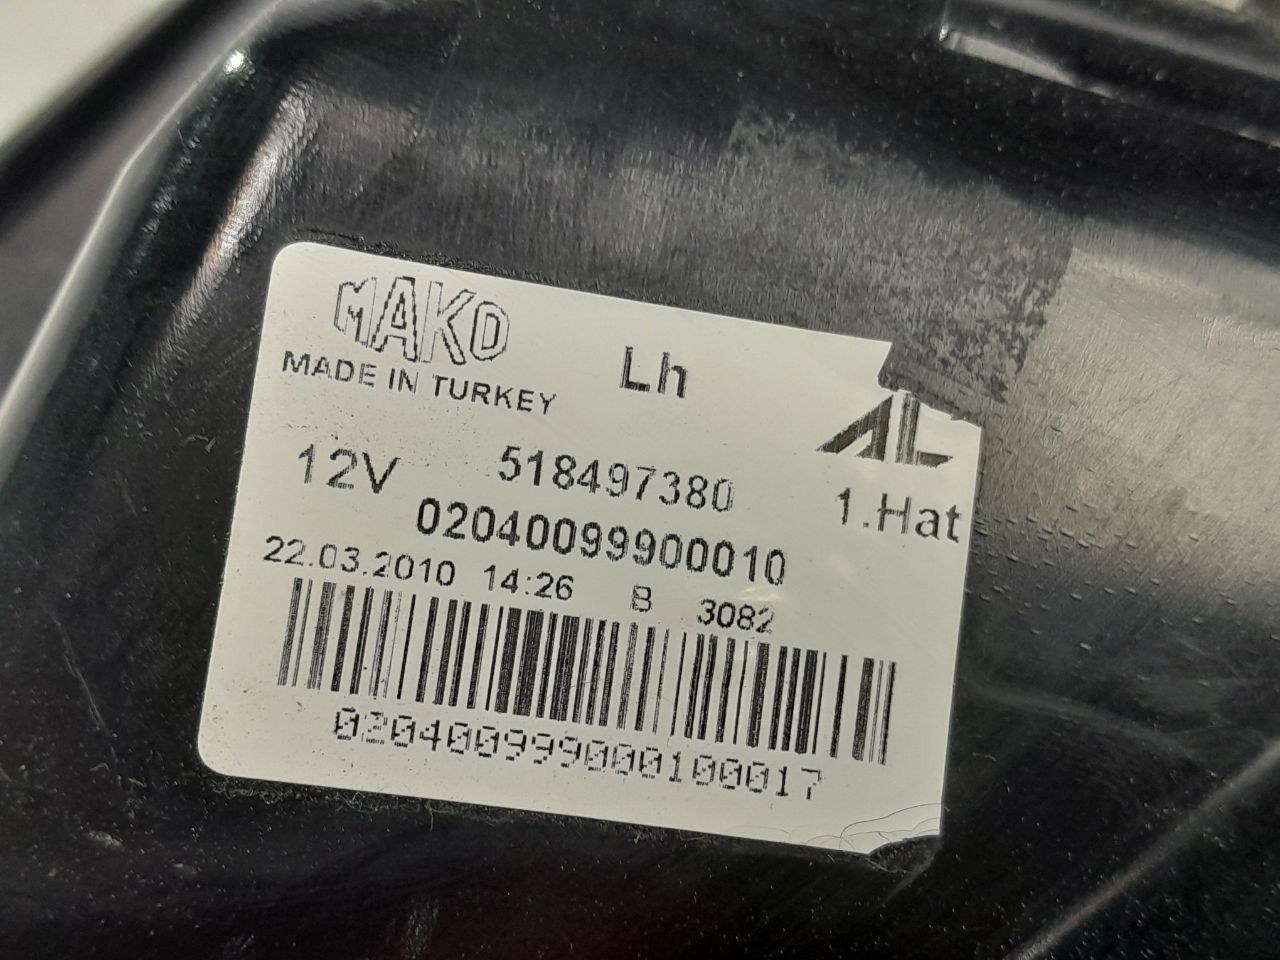 MAKO
MADE IN TURKEY
Lh
AL
12V 518497380
1.Hat
02040099900010
22.03.2010 14:26 B 3082
020400999000100017